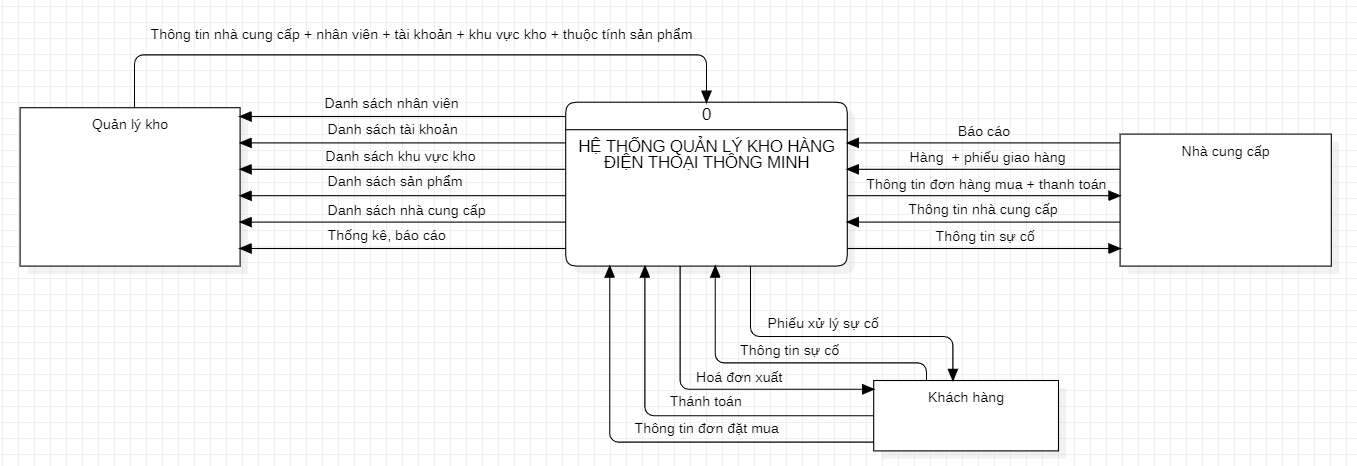 Thông tin nhà cung cấp + nhân viên + tài khoản + khu vực kho + thuộc tính sản phẩm
Quản lý kho
Danh sách nhân viên
Danh sách tài khoản
Danh sách khu vực kho
Danh sách sản phẩm
Danh sách nhà cung cấp
Thống kê, báo cáo
0
HỆ THỐNG QUẢN LÝ KHO HÀNG
ĐIỆN THOẠI THÔNG MINH
Báo cáo
Hàng + phiếu giao hàng
Thông tin đơn hàng mua + thanh toán
Thông tin nhà cung cấp
Thông tin sự cố
Nhà cung cấp
Phiếu xử lý sự cố
Thông tin sự cố
Hoá đơn xuất
Thánh toán
Thông tin đơn đặt mua
Khách hàng